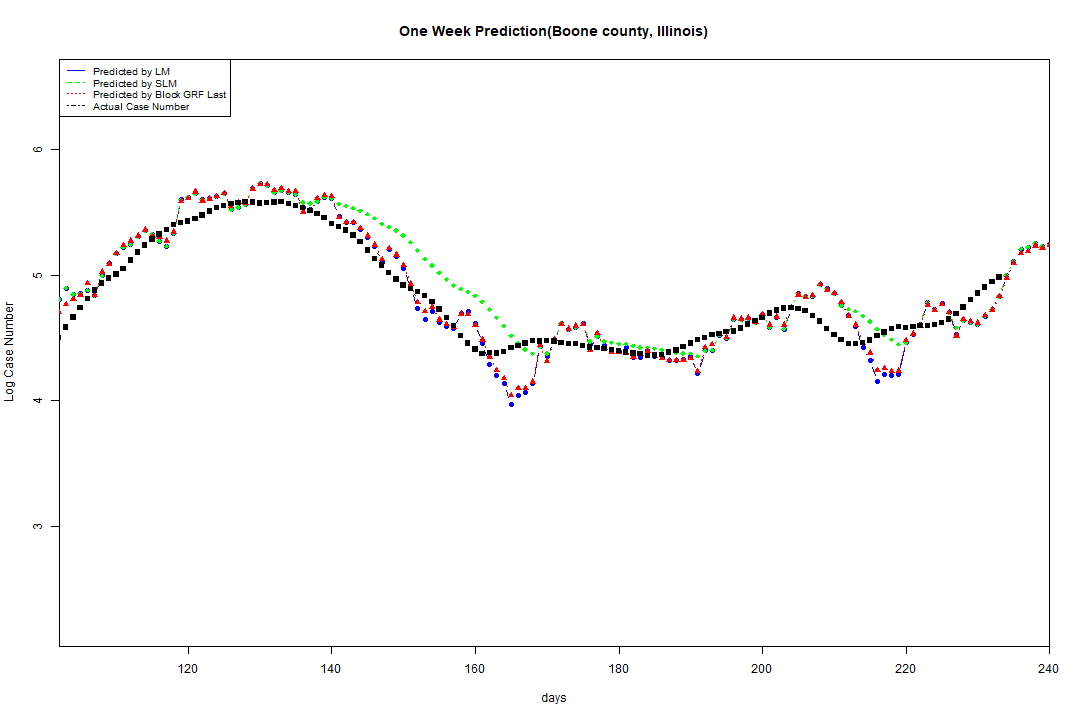 One Week Prediction(Boone county, Illinois)
Predicted by LM
Predicted by SLM
Predicted by Block GRF Last
Actual Case Number
6
5
4
3
Log Case Number
120 140 160 180 200 220 240
days